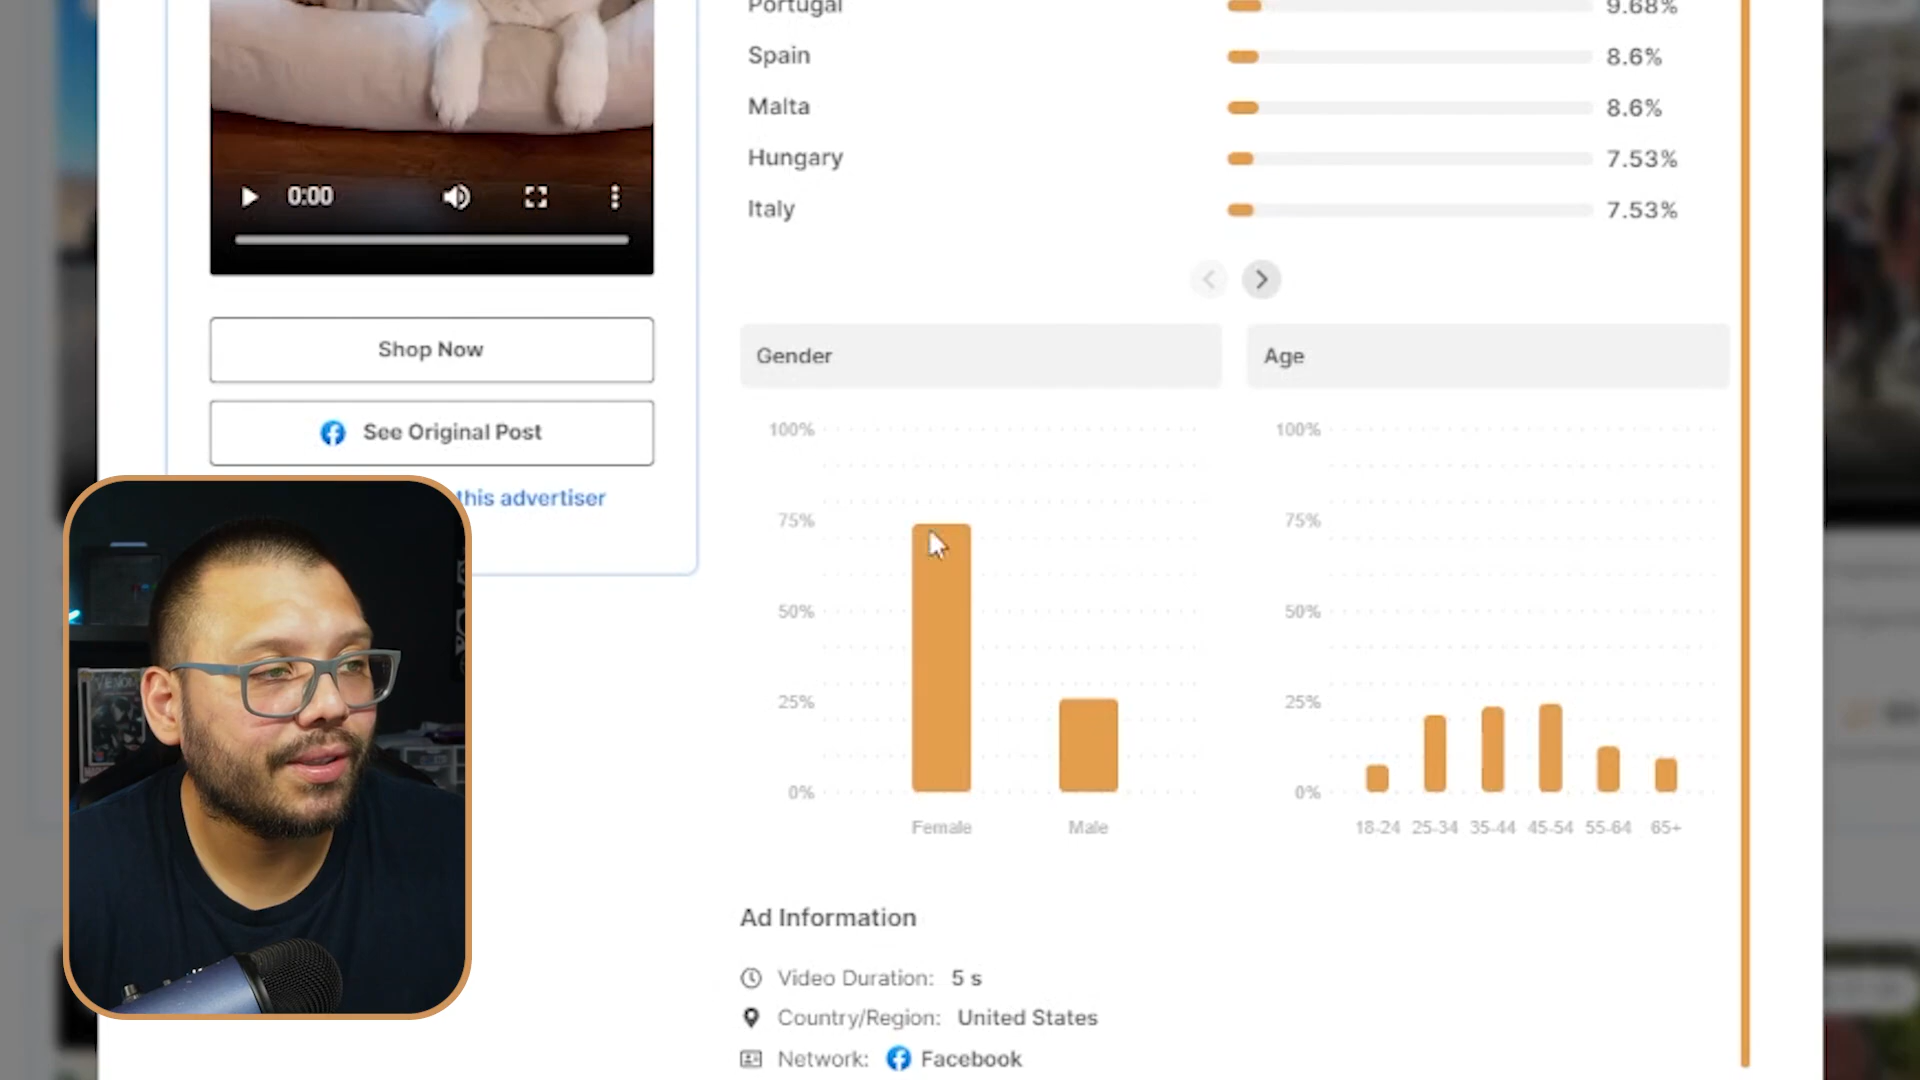 Portugal 9.68%
Spain 8.6%
Malta 8.6%
Hungary 7.53%
Italy 7.53%
0:00
Shop Now
See Original Post
this advertiser
Gender
100%
75%
50%
25%
0%
Female Male
Age
100%
75%
50%
25%
0%
18-24 25-34 35-44 45-54 55-64 65+
Ad Information
Video Duration: 5 s
Country/Region: United States
Network: Facebook
VENOM